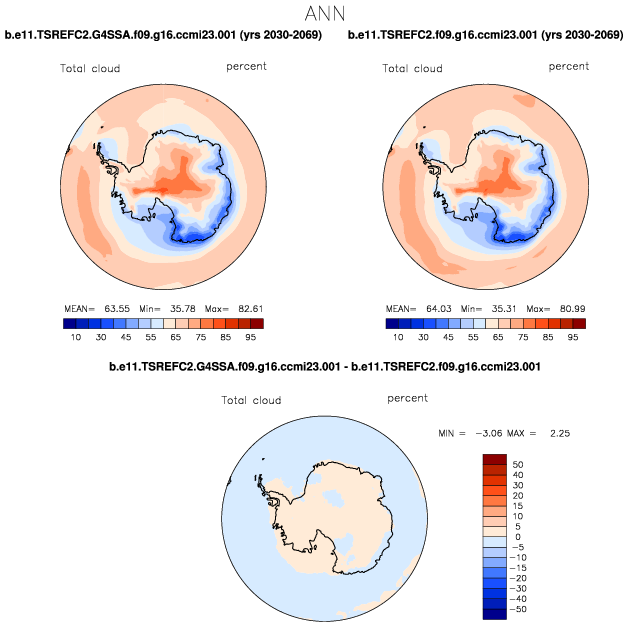 ANN
b.e11.TSREFC2.G4SSA.f09.g16.ccmi23.001 (yrs 2030-2069)
b.e11.TSREFC2.f09.g16.ccmi23.001 (yrs 2030-2069)
Total cloud percent
Total cloud percent
MEAN= 63.55 Min= 35.78 Max= 82.61
10 30 45 55 65 75 85 95
MEAN= 64.03 Min= 35.31 Max= 80.99
10 30 45 55 65 75 85 95
b.e11.TSREFC2.G4SSA.f09.g16.ccmi23.001 - b.e11.TSREFC2.f09.g16.ccmi23.001
Total cloud percent
MIN = -3.06 MAX = 2.25
50
40
30
20
15
10
5
0
-5
-10
-15
-20
-30
-40
-50